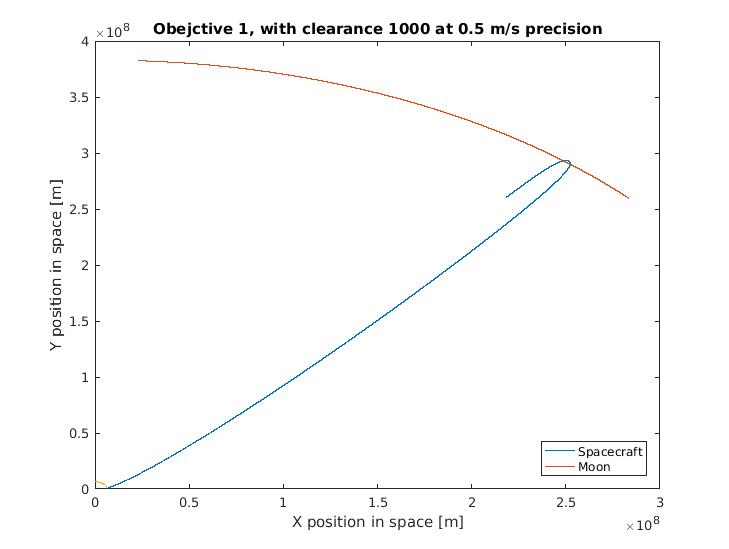 Obejctive 1, with clearance 1000 at 0.5 m/s precision
×10⁸
4
3.5
3
2.5
2
1.5
1
0.5
0
Y position in space [m]
Spacecraft
Moon
0 0.5 1 1.5 2 2.5 3
X position in space [m]
×10⁸